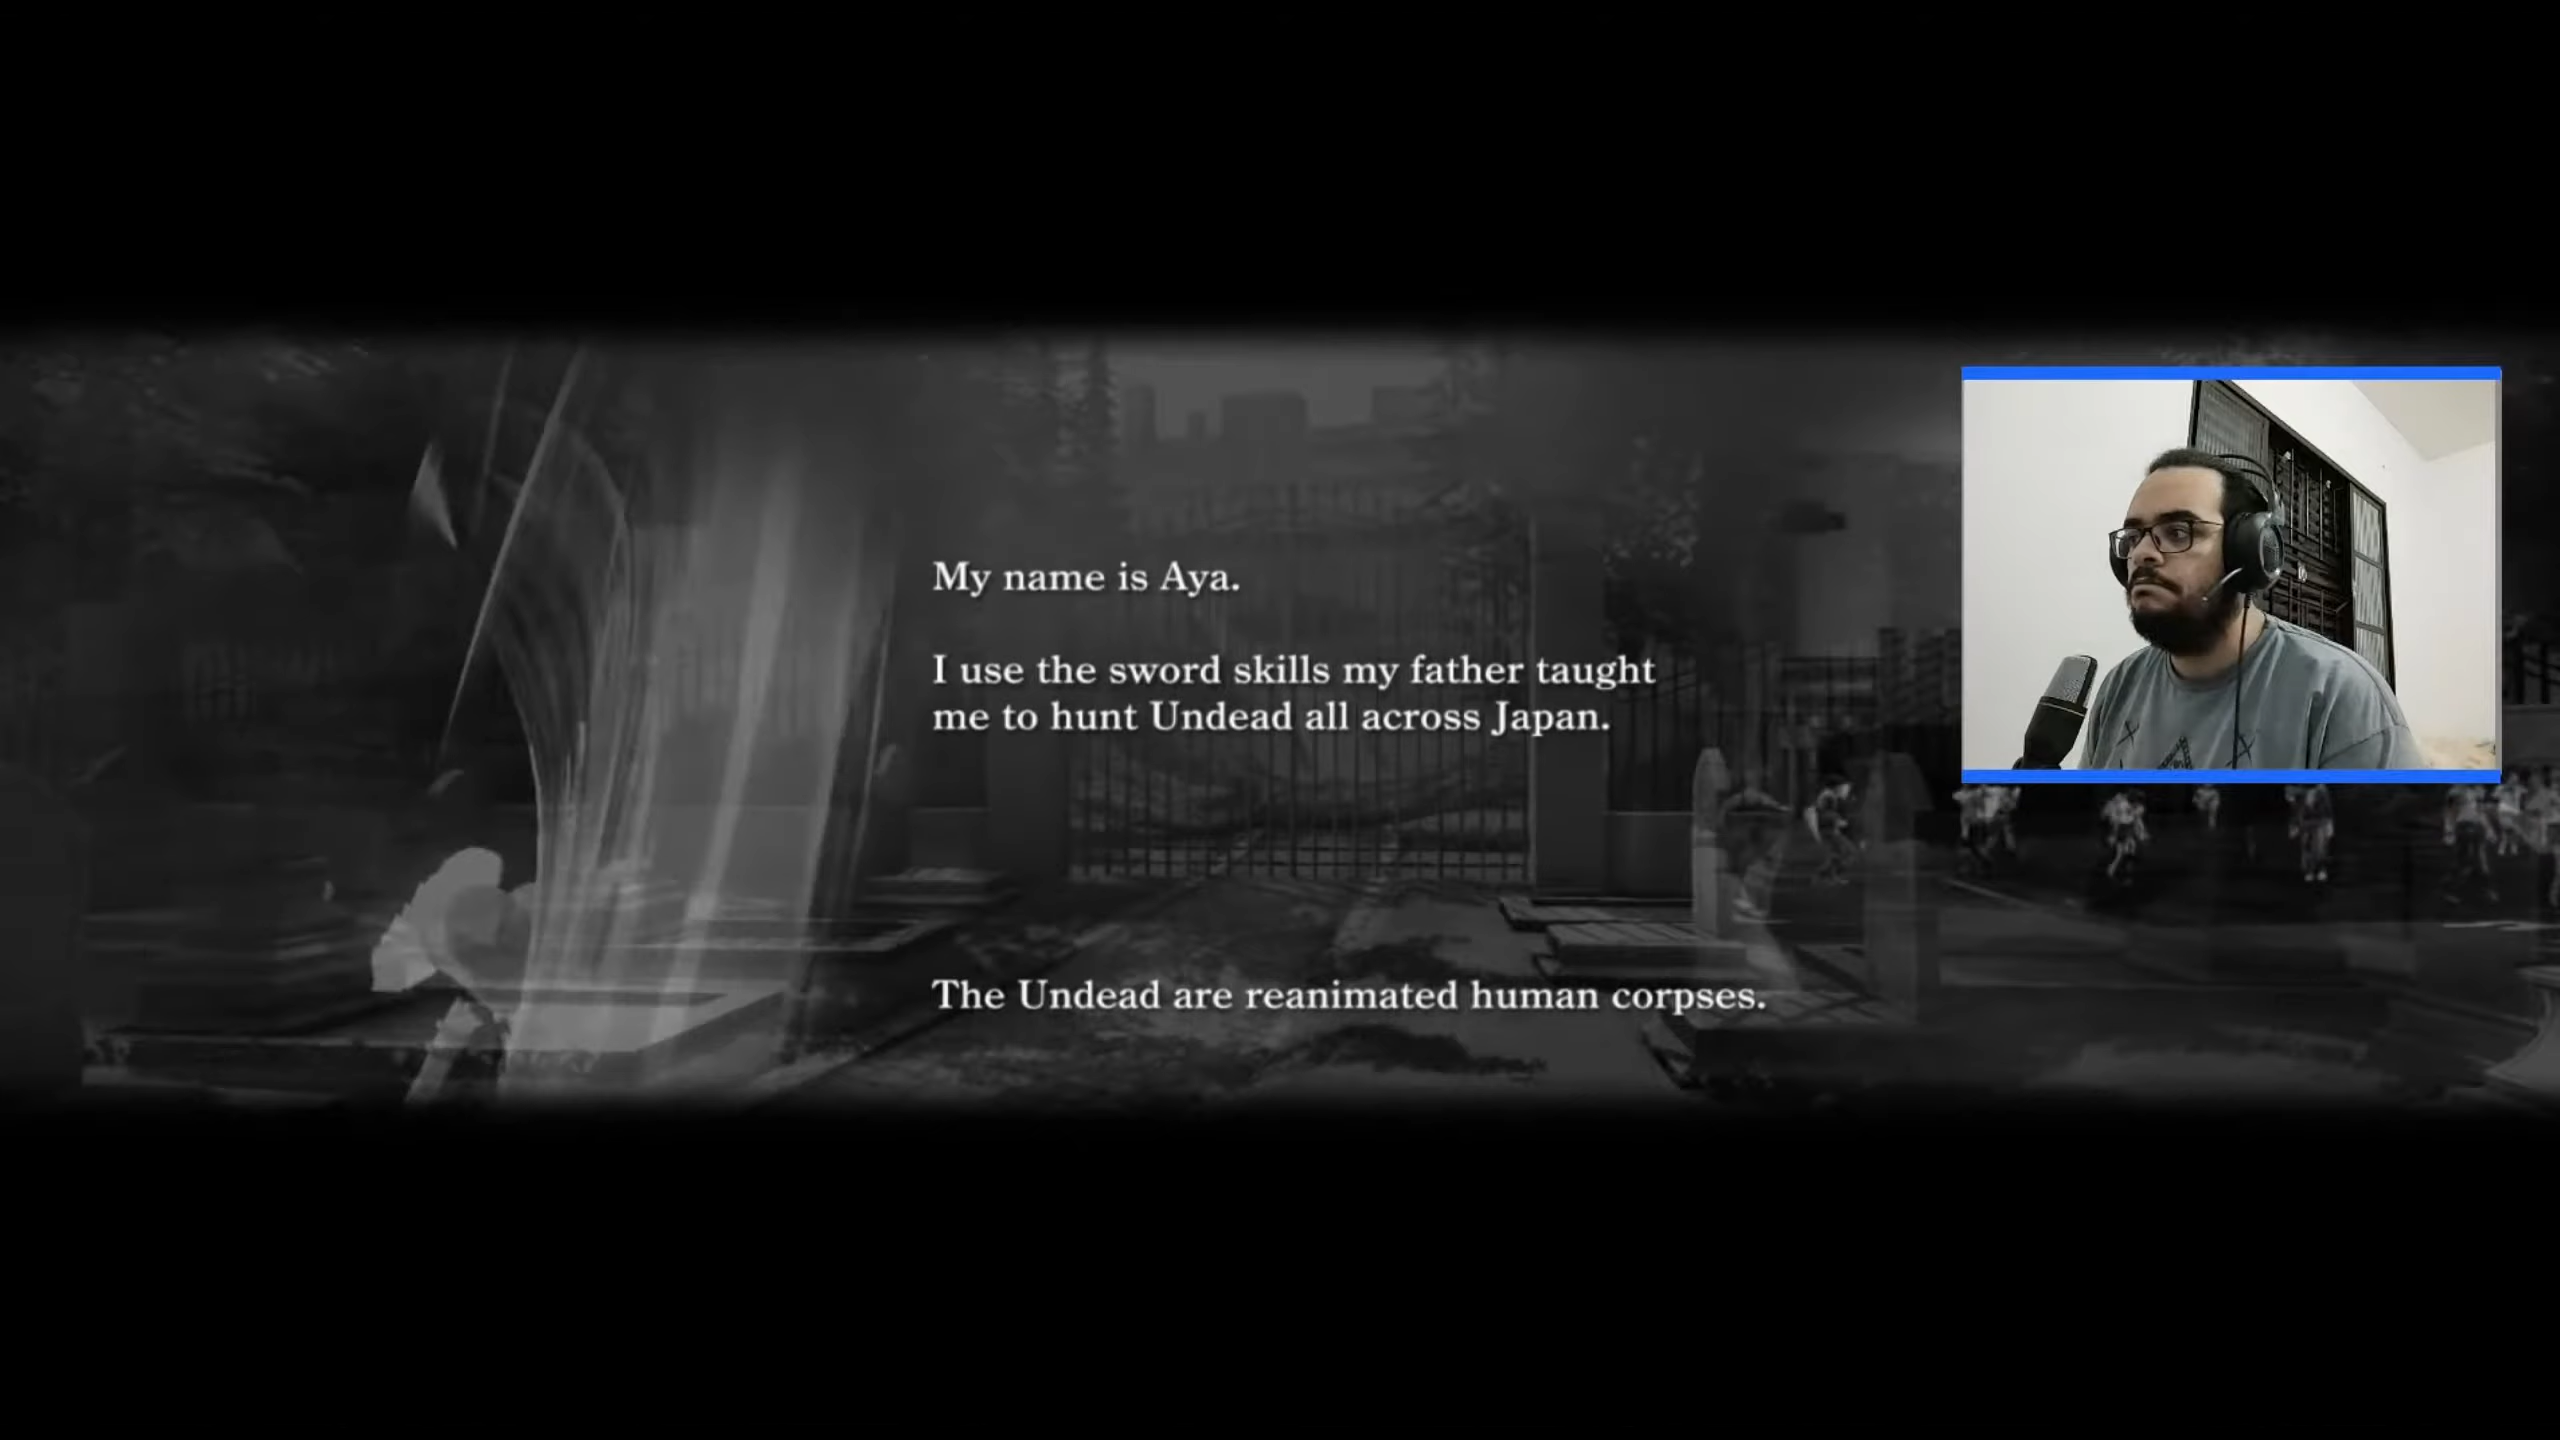 My name is Aya.
I use the sword skills my father taught
me to hunt Undead all across Japan.
The Undead are reanimated human corpses.